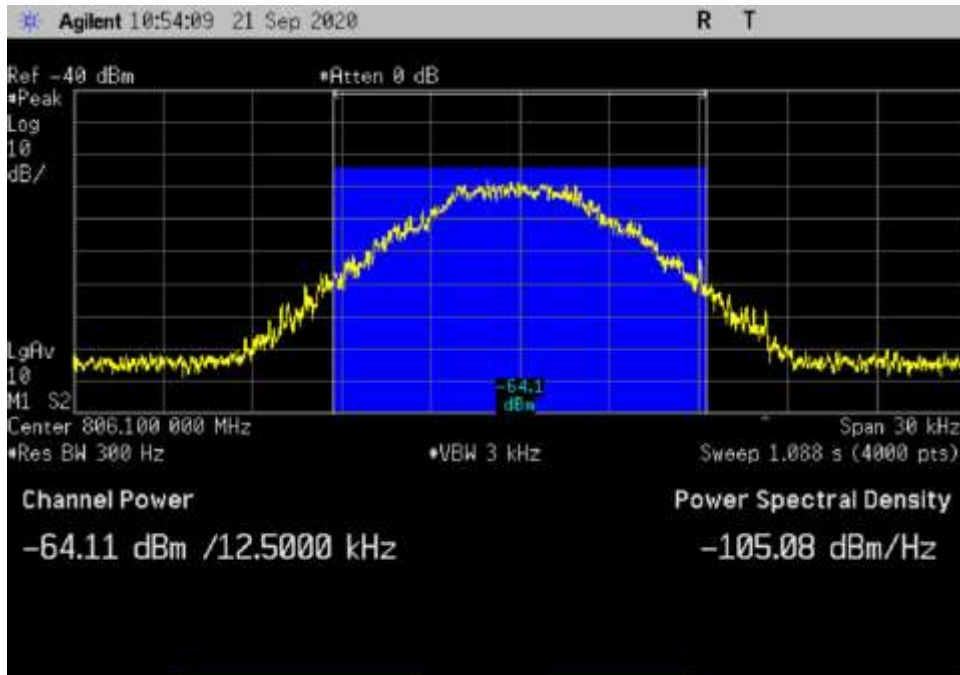 Agilent 10:54:09 21 Sep 2020 R T
Ref -40 dBm #Atten 0 dB
#Peak
Log
10
dB/
LgAv
10
M1 S2
-64.1
dBm
Center 806.100 000 MHz Span 30 kHz
#Res BW 300 Hz #VBW 3 kHz Sweep 1.088 s (4000 pts)
Channel Power Power Spectral Density
-64.11 dBm /12.5000 kHz -105.08 dBm/Hz